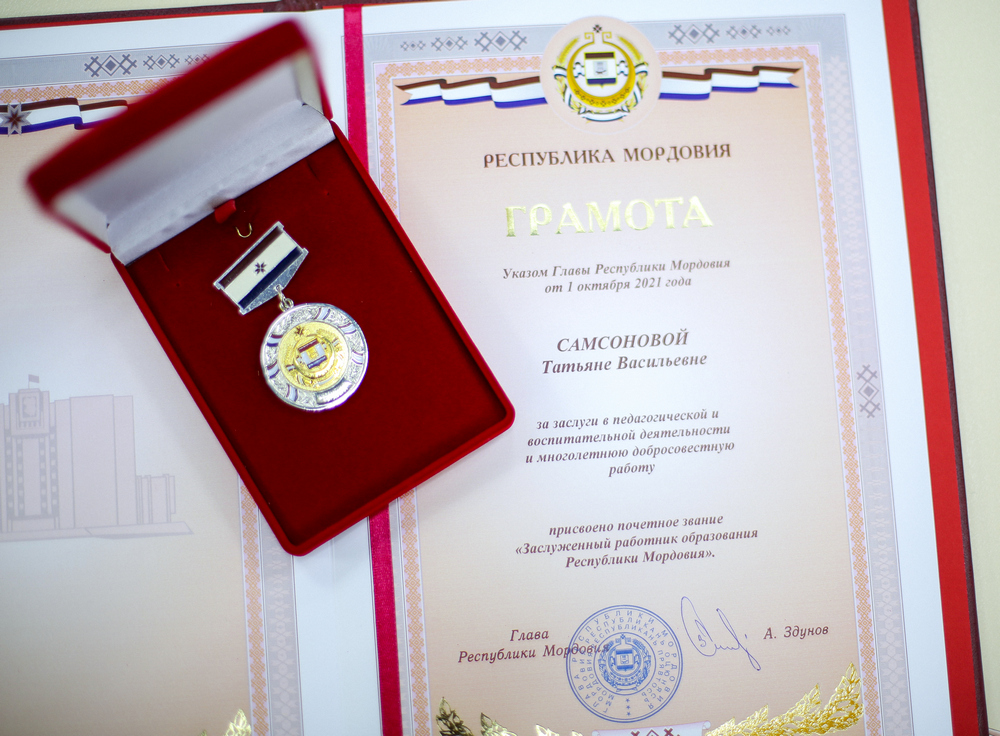 РЕСПУБЛИКА МОРДОВИЯ
ГРАМОТА
Указом Главы Республики Мордовия
от 1 октября 2021 года
САМСОНОВОЙ
Татьяне Васильевне
за заслуги в педагогической и
воспитательной деятельности
и многолетнюю добросовестную
работу
присвоено почетное звание
«Заслуженный работник образования
Республики Мордовия».
Глава
Республики Мордовия
А. Здунов